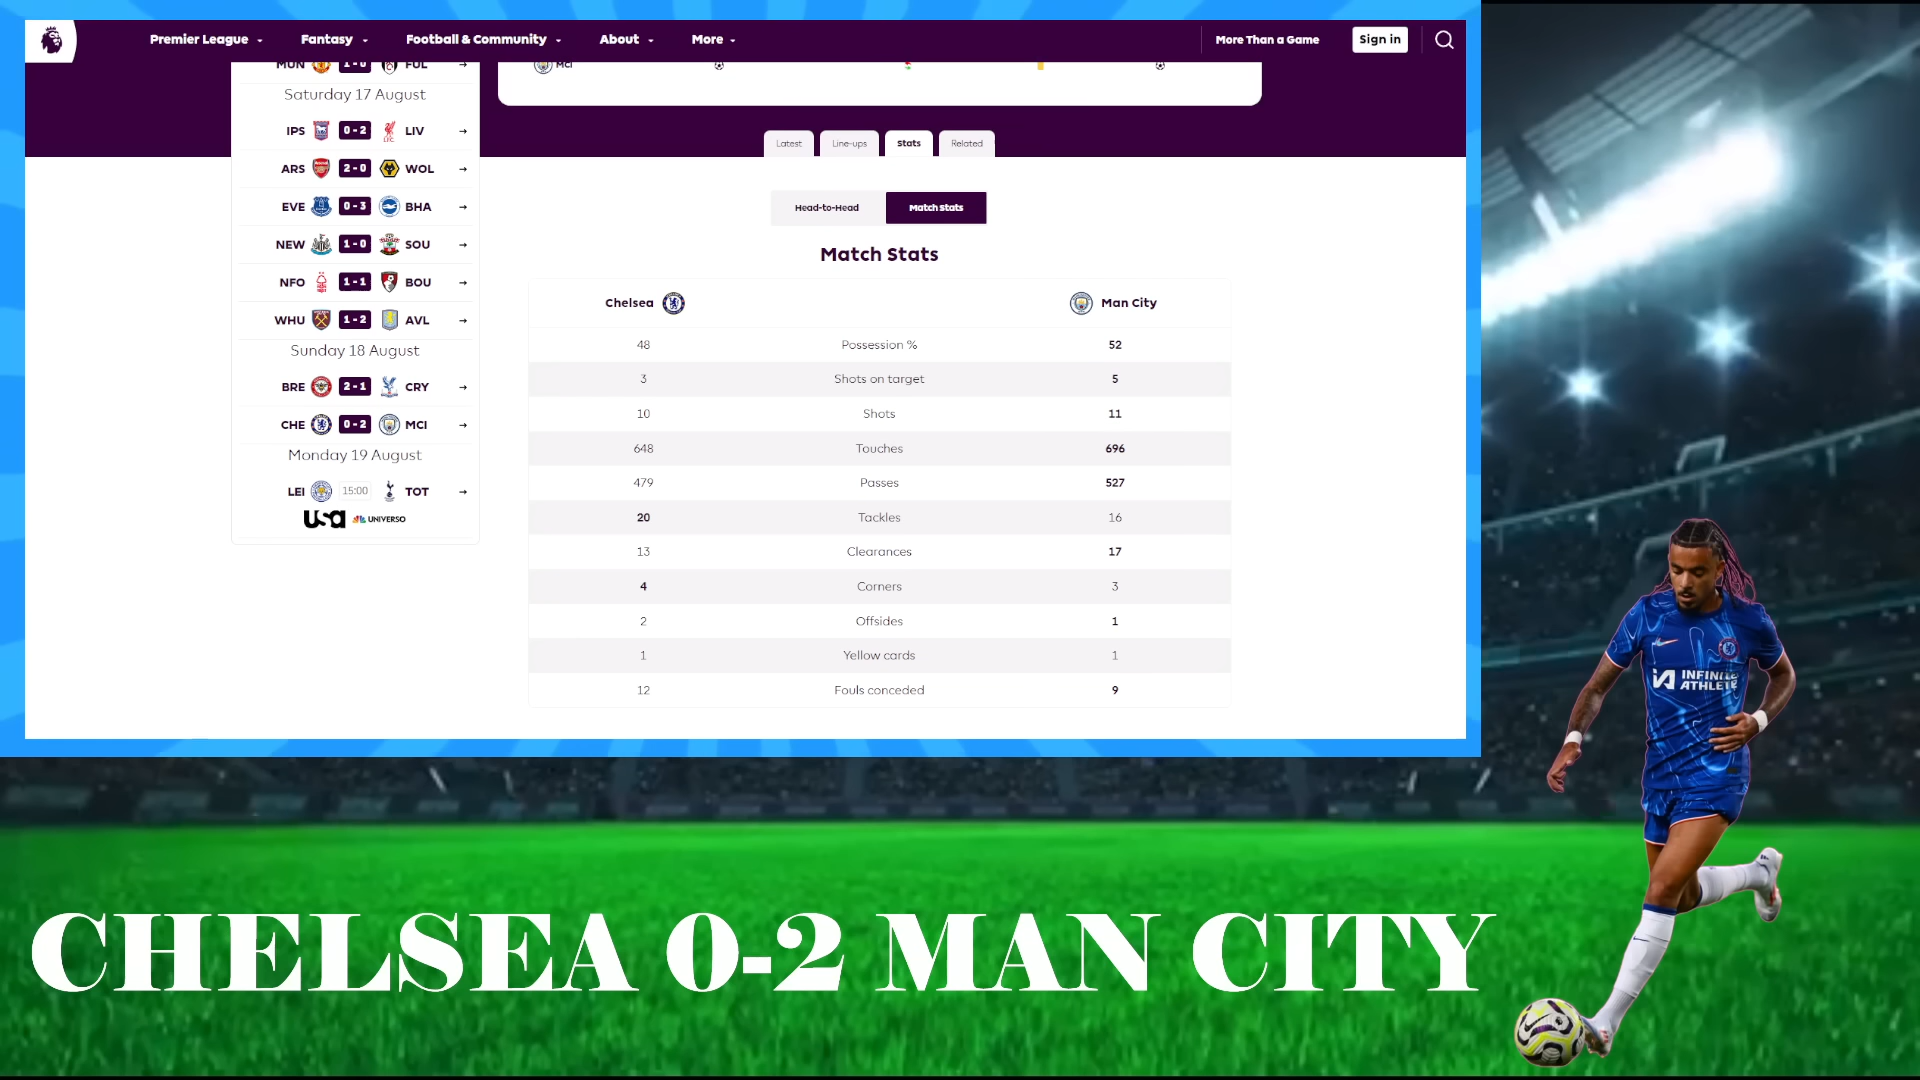 Premier League Fantasy Football & Community About More More Than a Game Sign in
MUN 1-0 FUL
MCI
Saturday 17 August
IPS 0-2 LIV
ARS 2-0 WOL
EVE 0-3 BHA
NEW 1-0 SOU
NFO 1-1 BOU
WHU 1-2 AVL
Sunday 18 August
BRE 2-1 CRY
CHE 0-2 MCI
Monday 19 August
LEI 15:00 TOT
USA UNIVERSO
Latest Line-ups Stats Related
Head-to-Head Match Stats
Match Stats
Chelsea Man City
48 Possession % 52
3 Shots on target 5
10 Shots 11
648 Touches 696
479 Passes 527
20 Tackles 16
13 Clearances 17
4 Corners 3
2 Offsides 1
1 Yellow cards 1
12 Fouls conceded 9
INFINITE
ATHLETE
CHELSEA 0-2 MAN CITY